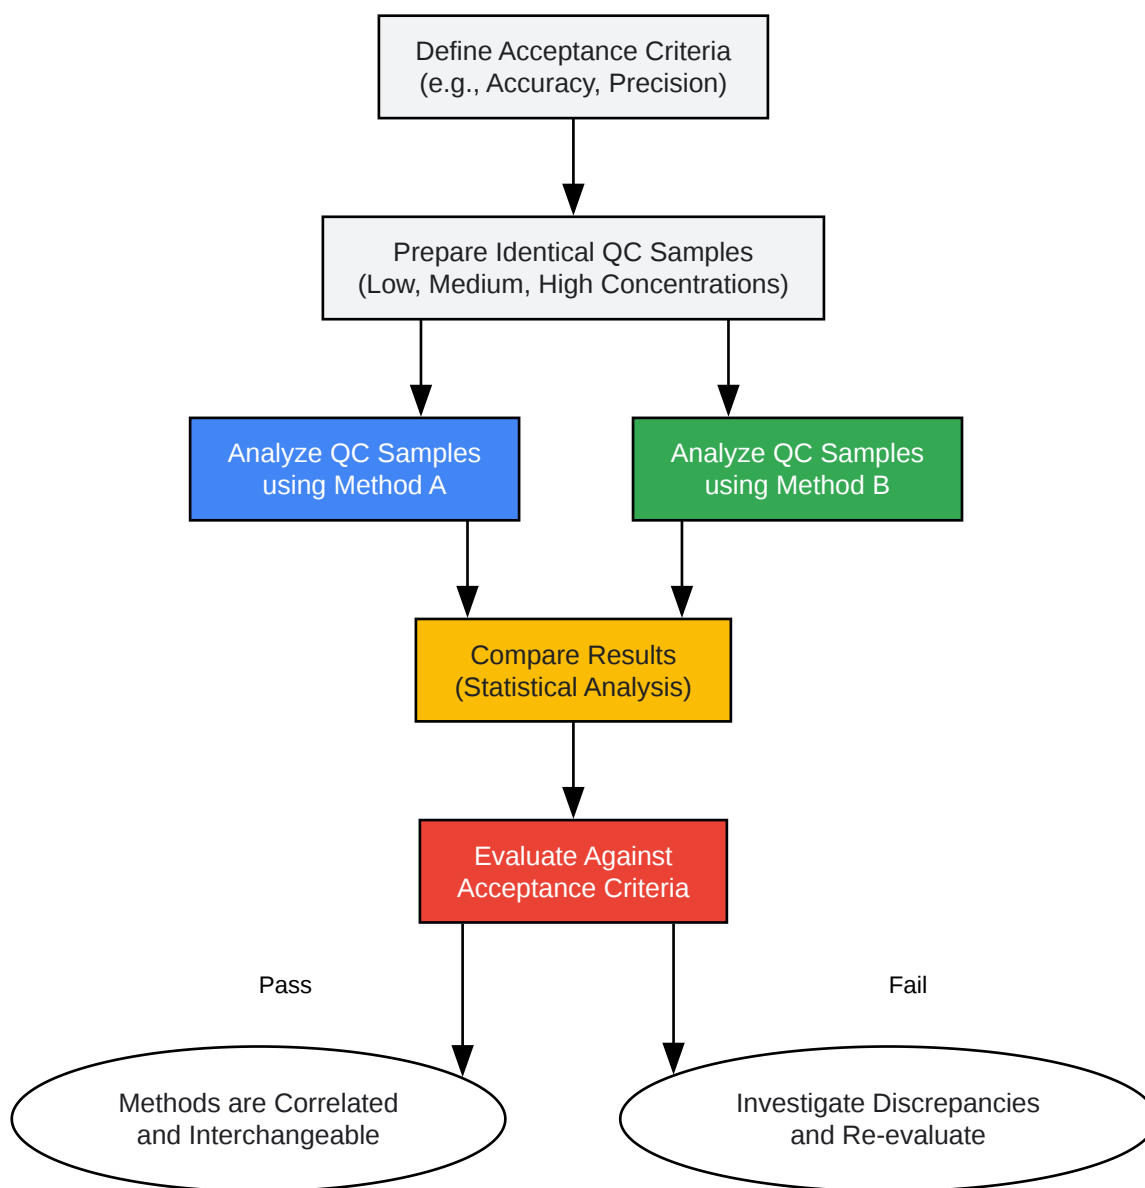 Define Acceptance Criteria
(e.g., Accuracy, Precision)
Prepare Identical QC Samples
(Low, Medium, High Concentrations)
Analyze QC Samples
using Method A
Analyze QC Samples
using Method B
Compare Results
(Statistical Analysis)
Evaluate Against
Acceptance Criteria
Pass
Fail
Methods are Correlated
and Interchangeable
Investigate Discrepancies
and Re-evaluate